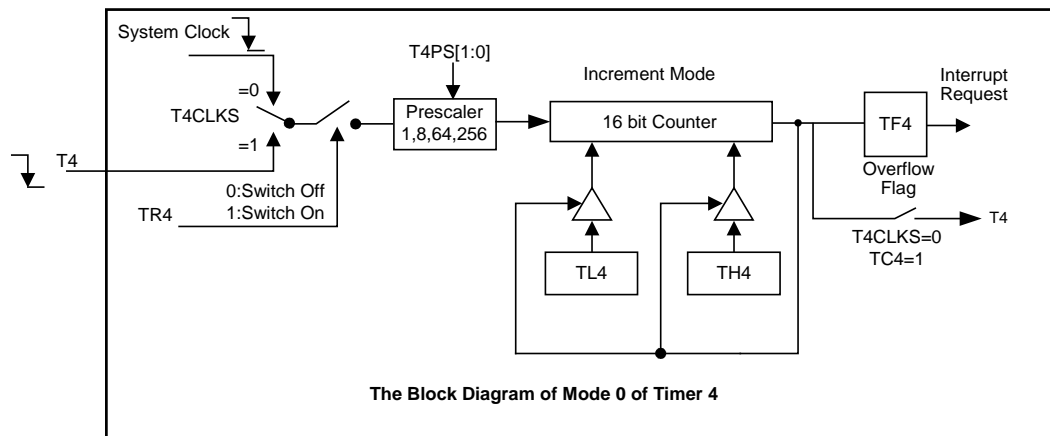 System Clock
T4PS[1:0]
Increment Mode
Interrupt
Request
=0
T4CLKS
Prescaler
1,8,64,256
16 bit Counter
TF4
=1
T4
Overflow
Flag
0:Switch Off
1:Switch On
TR4
T4
T4CLKS=0
TC4=1
TL4
TH4
The Block Diagram of Mode 0 of Timer 4